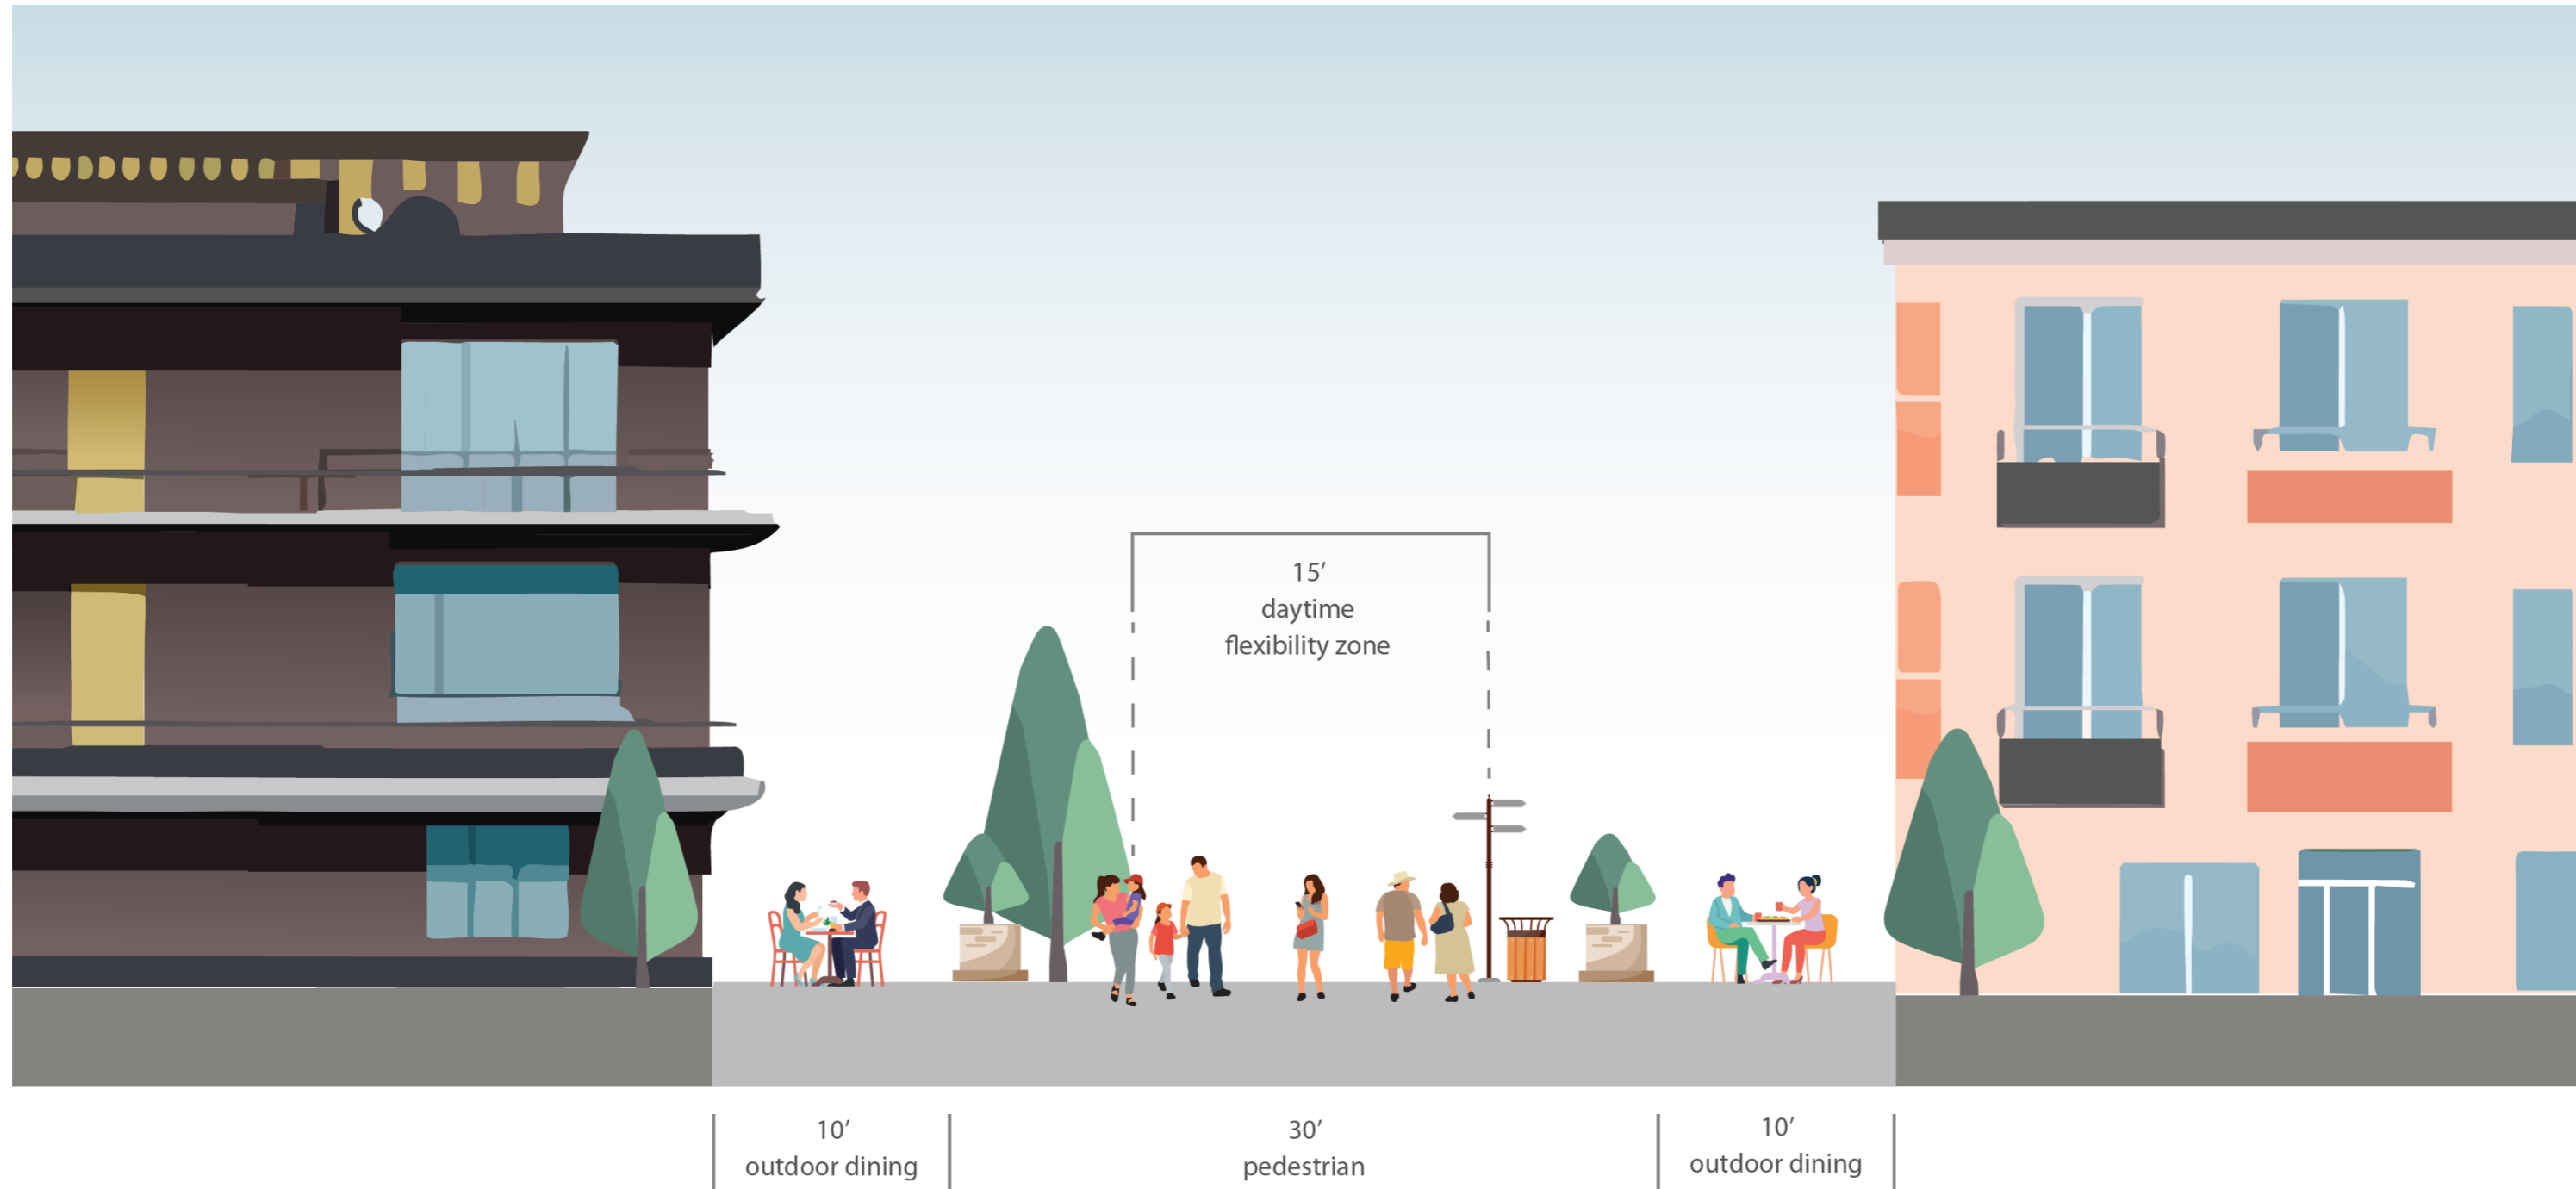 15’
daytime
flexibility zone
10’
outdoor dining
30’
pedestrian
10’
outdoor dining